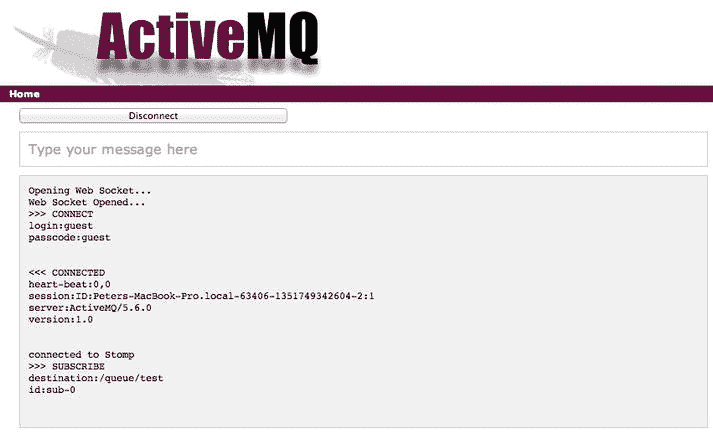 ActiveMQ
Home
Disconnect
Type your message here
Opening Web Socket...
Web Socket Opened...
>>> CONNECT
login:guest
passcode:guest
<<< CONNECTED
heart-beat:0,0
session:ID:Peters-MacBook-Pro.local-63406-1351749342604-2:1
server:ActiveMQ/5.6.0
version:1.0
connected to Stomp
>>> SUBSCRIBE
destination:/queue/test
id:sub-0